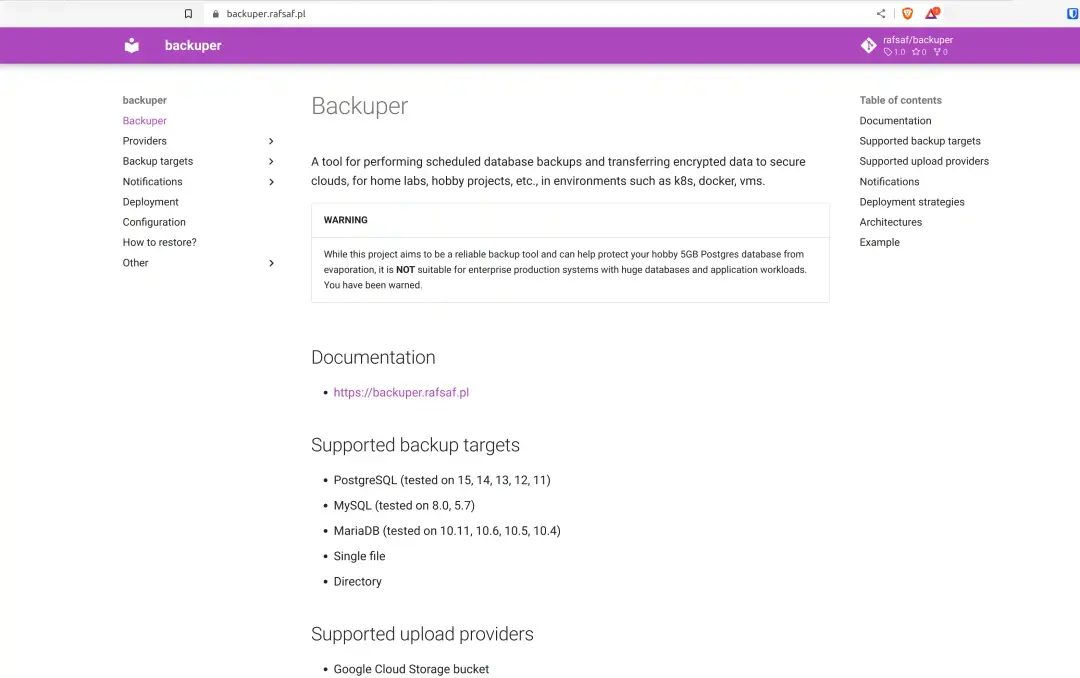 backuper.rafsaf.pl
backuper
rafsaf/backuper
1.0 0 0
backuper
Backuper
Providers
Backup targets
Notifications
Deployment
Configuration
How to restore?
Other
Backuper
A tool for performing scheduled database backups and transferring encrypted data to secure
clouds, for home labs, hobby projects, etc., in environments such as k8s, docker, vms.
WARNING
While this project aims to be a reliable backup tool and can help protect your hobby 5GB Postgres database from
evaporation, it is NOT suitable for enterprise production systems with huge databases and application workloads.
You have been warned.
Documentation
• https://backuper.rafsaf.pl
Supported backup targets
• PostgreSQL (tested on 15, 14, 13, 12, 11)
• MySQL (tested on 8.0, 5.7)
• MariaDB (tested on 10.11, 10.6, 10.5, 10.4)
• Single file
• Directory
Supported upload providers
• Google Cloud Storage bucket
Table of contents
Documentation
Supported backup targets
Supported upload providers
Notifications
Deployment strategies
Architectures
Example